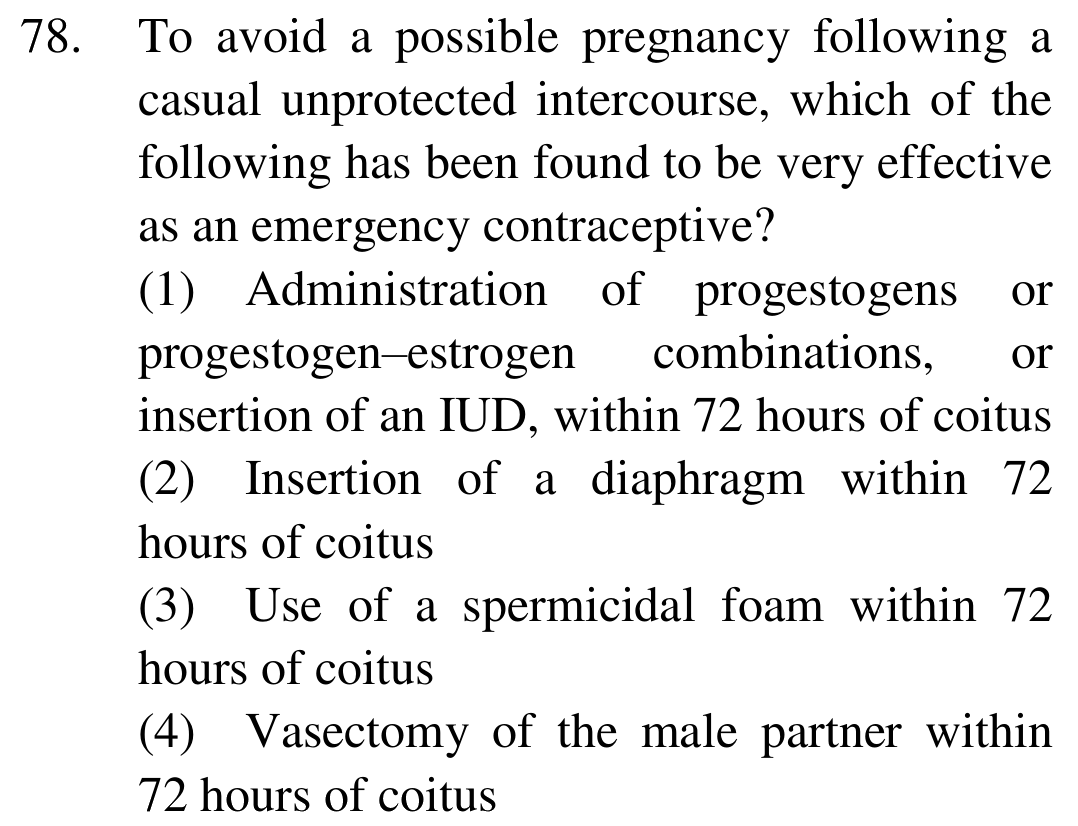 78. To avoid a possible pregnancy following a
casual unprotected intercourse, which of the
following has been found to be very effective
as an emergency contraceptive?
(1) Administration of progestogens or
progestogen–estrogen combinations, or
insertion of an IUD, within 72 hours of coitus
(2) Insertion of a diaphragm within 72
hours of coitus
(3) Use of a spermicidal foam within 72
hours of coitus
(4) Vasectomy of the male partner within
72 hours of coitus